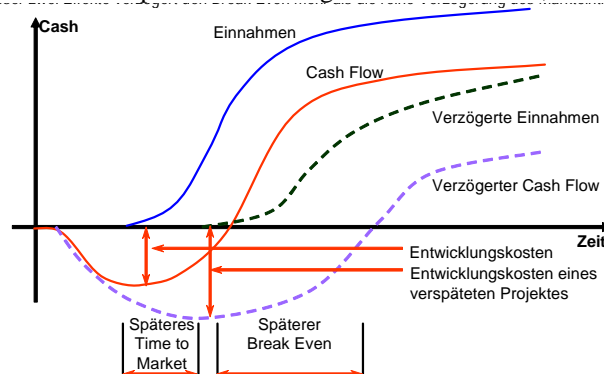 Cash
Einnahmen
Cash Flow
Verzögerte Einnahmen
Verzögerter Cash Flow
Zeit
Entwicklungskosten
Entwicklungskosten eines
verspäteten Projektes
Späteres
Time to
Market
Späterer
Break Even